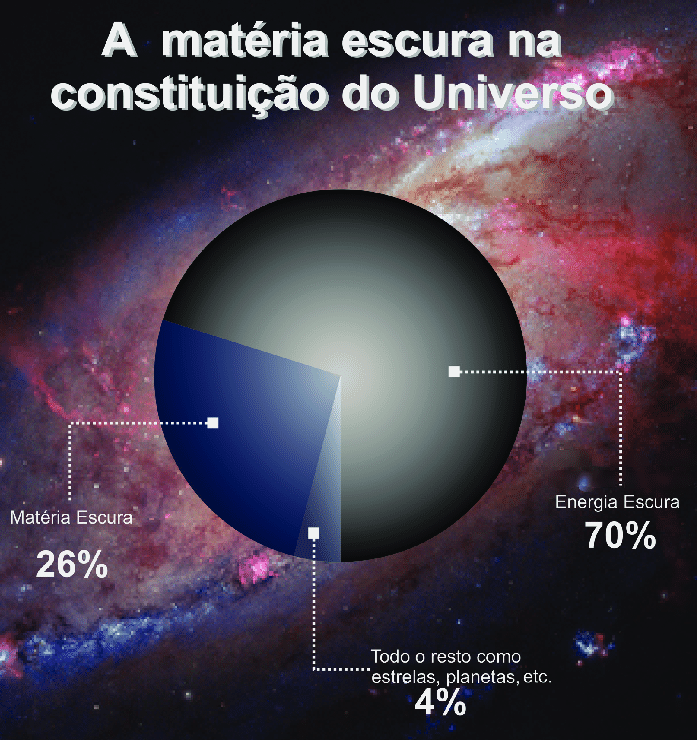 A matéria escura na
constituição do Universo
Matéria Escura
26%
Energia Escura
70%
Todo o resto como
estrelas, planetas, etc.
4%